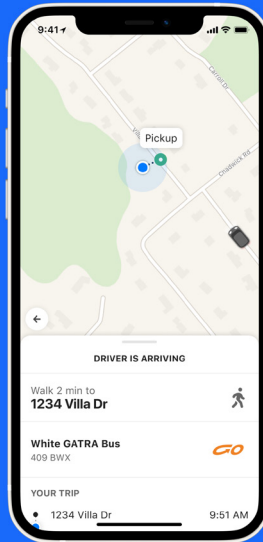 9:41
Carroll Dr
Pickup
Chadwick Rd
DRIVER IS ARRIVING
Walk 2 min to
1234 Villa Dr
White GATRA Bus
GO
409 BWX
YOUR TRIP
1234 Villa Dr 9:51 AM